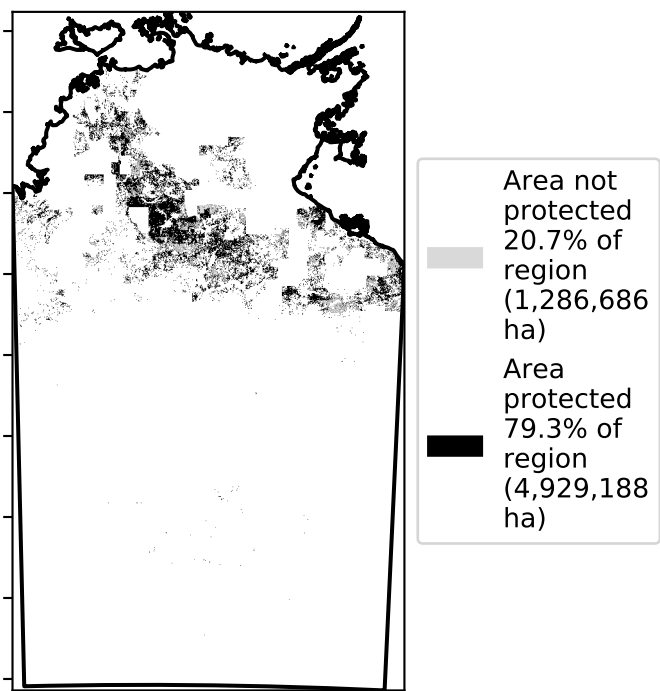 Area not
protected
20.7% of
region
(1,286,686
ha)
Area
protected
79.3% of
region
(4,929,188
ha)